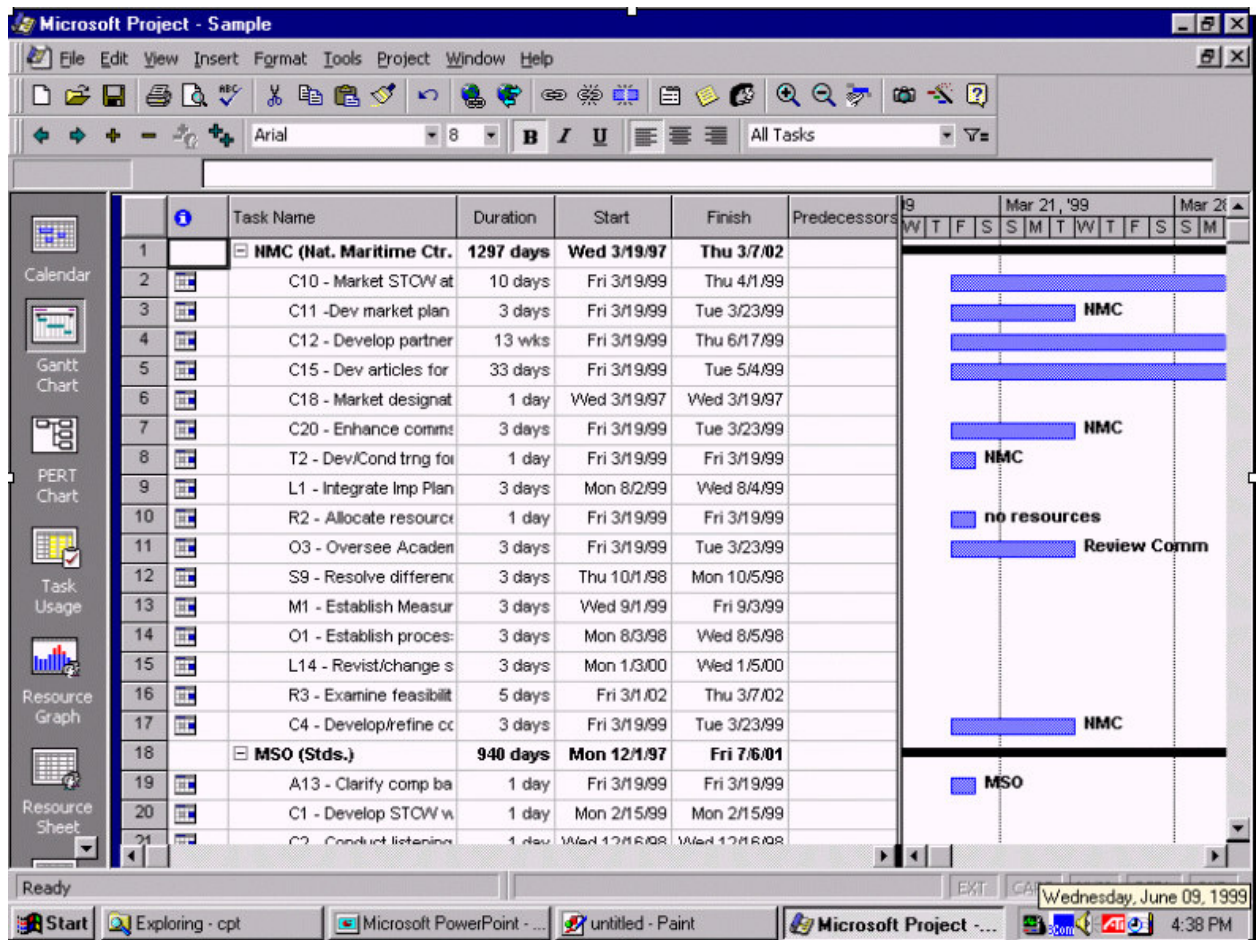 Microsoft Project - Sample
File Edit View Insert Format Tools Project Window Help
Arial 8 B I U All Tasks
Task Name Duration Start Finish Predecessors 19 Mar 21, '99 Mar 28
W T F S S M T W T F S S M
1 NMC (Nat. Maritime Ctr. 1297 days Wed 3/19/97 Thu 3/7/02
Calendar 2 C10 - Market STCW at 10 days Fri 3/19/99 Thu 4/1/99
3 C11 -Dev market plan 3 days Fri 3/19/99 Tue 3/23/99 NMC
4 C12 - Develop partner 13 wks Fri 3/19/99 Thu 6/17/99
Gantt Chart 5 C15 - Dev articles for 33 days Fri 3/19/99 Tue 5/4/99
6 C18 - Market designat 1 day Wed 3/19/97 Wed 3/19/97
7 C20 - Enhance comms 3 days Fri 3/19/99 Tue 3/23/99 NMC
8 T2 - Dev/Cond trng for 1 day Fri 3/19/99 Fri 3/19/99 NMC
PERT Chart 9 L1 - Integrate Imp Plan 3 days Mon 8/2/99 Wed 8/4/99
10 R2 - Allocate resource 1 day Fri 3/19/99 Fri 3/19/99 no resources
11 O3 - Oversee Academ 3 days Fri 3/19/99 Tue 3/23/99 Review Comm
Task Usage 12 S9 - Resolve differenc 3 days Thu 10/1/98 Mon 10/5/98
13 M1 - Establish Measur 3 days Wed 9/1/99 Fri 9/3/99
14 O1 - Establish proces 3 days Mon 8/3/98 Wed 8/5/98
15 L14 - Revist/change s 3 days Mon 1/3/00 Wed 1/5/00
Resource Graph 16 R3 - Examine feasibilit 5 days Fri 3/1/02 Thu 3/7/02
17 C4 - Develop/refine cc 3 days Fri 3/19/99 Tue 3/23/99 NMC
18 MSO (Stds.) 940 days Mon 12/1/97 Fri 7/6/01
19 A13 - Clarify comp ba 1 day Fri 3/19/99 Fri 3/19/99 MSO
Resource Sheet 20 C1 - Develop STCW w 1 day Mon 2/15/99 Mon 2/15/99
21 C2 - Conduct listening 1 day Wed 12/16/98 Wed 12/16/98
Ready EXT
Wednesday, June 09, 1999
Start Exploring - cpt Microsoft PowerPoint - ... untitled - Paint Microsoft Project -... 4:38 PM